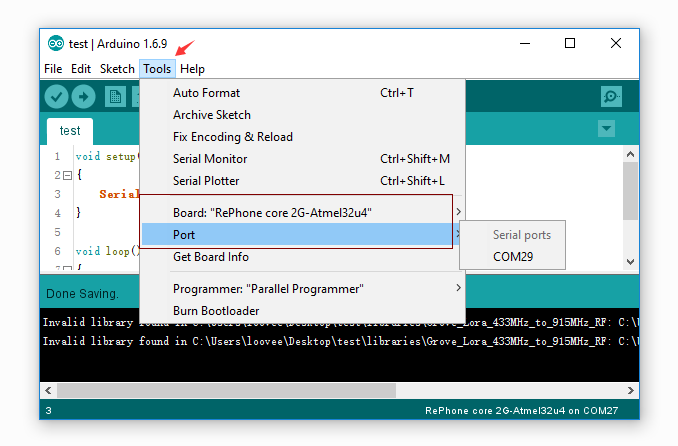 test | Arduino 1.6.9
File Edit Sketch Tools Help
Auto Format Ctrl+T
Archive Sketch
Fix Encoding & Reload
Serial Monitor Ctrl+Shift+M
Serial Plotter Ctrl+Shift+L
Board: "RePhone core 2G-Atmel32u4"
Port
Get Board Info
Programmer: "Parallel Programmer"
Burn Bootloader
Serial ports
COM29
test
1 void setup(
2 {
3 Serial
4 }
5
6 void loop()
7 {
Done Saving.
Invalid library found in C:\Users\loovee\Desktop\test\libraries\Grove_Lora_433MHz_to_915MHz_RF: C:\U
Invalid library found in C:\Users\loovee\Desktop\test\libraries\Grove_Lora_433MHz_to_915MHz_RF: C:\U
3 RePhone core 2G-Atmel32u4 on COM27